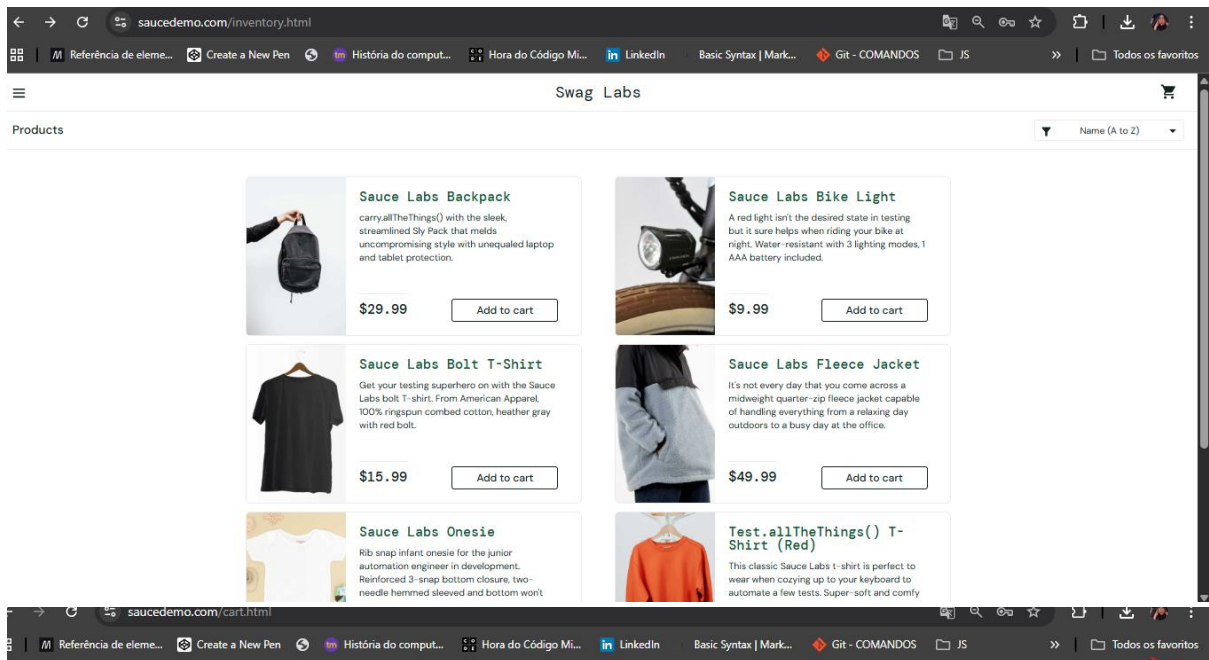 saucedemo.com/inventory.html
Referência de eleme... Create a New Pen tm História do comput... Hora do Código Mi... in LinkedIn Basic Syntax | Mark... Git - COMANDOS JS » Todos os favoritos
Swag Labs
Products
Name (A to Z)
Sauce Labs Backpack
carry.allTheThings() with the sleek,
streamlined Sly Pack that melds
uncompromising style with unequaled laptop
and tablet protection.
$29.99 Add to cart
Sauce Labs Bike Light
A red light isn't the desired state in testing
but it sure helps when riding your bike at
night. Water-resistant with 3 lighting modes, 1
AAA battery included.
$9.99 Add to cart
Sauce Labs Bolt T-Shirt
Get your testing superhero on with the Sauce
Labs bolt T-shirt. From American Apparel,
100% ringspun combed cotton, heather gray
with red bolt.
$15.99 Add to cart
Sauce Labs Fleece Jacket
It's not every day that you come across a
midweight quarter-zip fleece jacket capable
of handling everything from a relaxing day
outdoors to a busy day at the office.
$49.99 Add to cart
Sauce Labs Onesie
Rib snap infant onesie for the junior
automation engineer in development.
Reinforced 3-snap bottom closure, two-
needle hemmed sleeved and bottom won't
Test.allTheThings() T-
Shirt (Red)
This classic Sauce Labs t-shirt is perfect to
wear when cozying up to your keyboard to
automate a few tests. Super-soft and comfy
saucedemo.com/cart.html
Referência de eleme... Create a New Pen tm História do comput... Hora do Código Mi... in LinkedIn Basic Syntax | Mark... Git - COMANDOS JS » Todos os favoritos